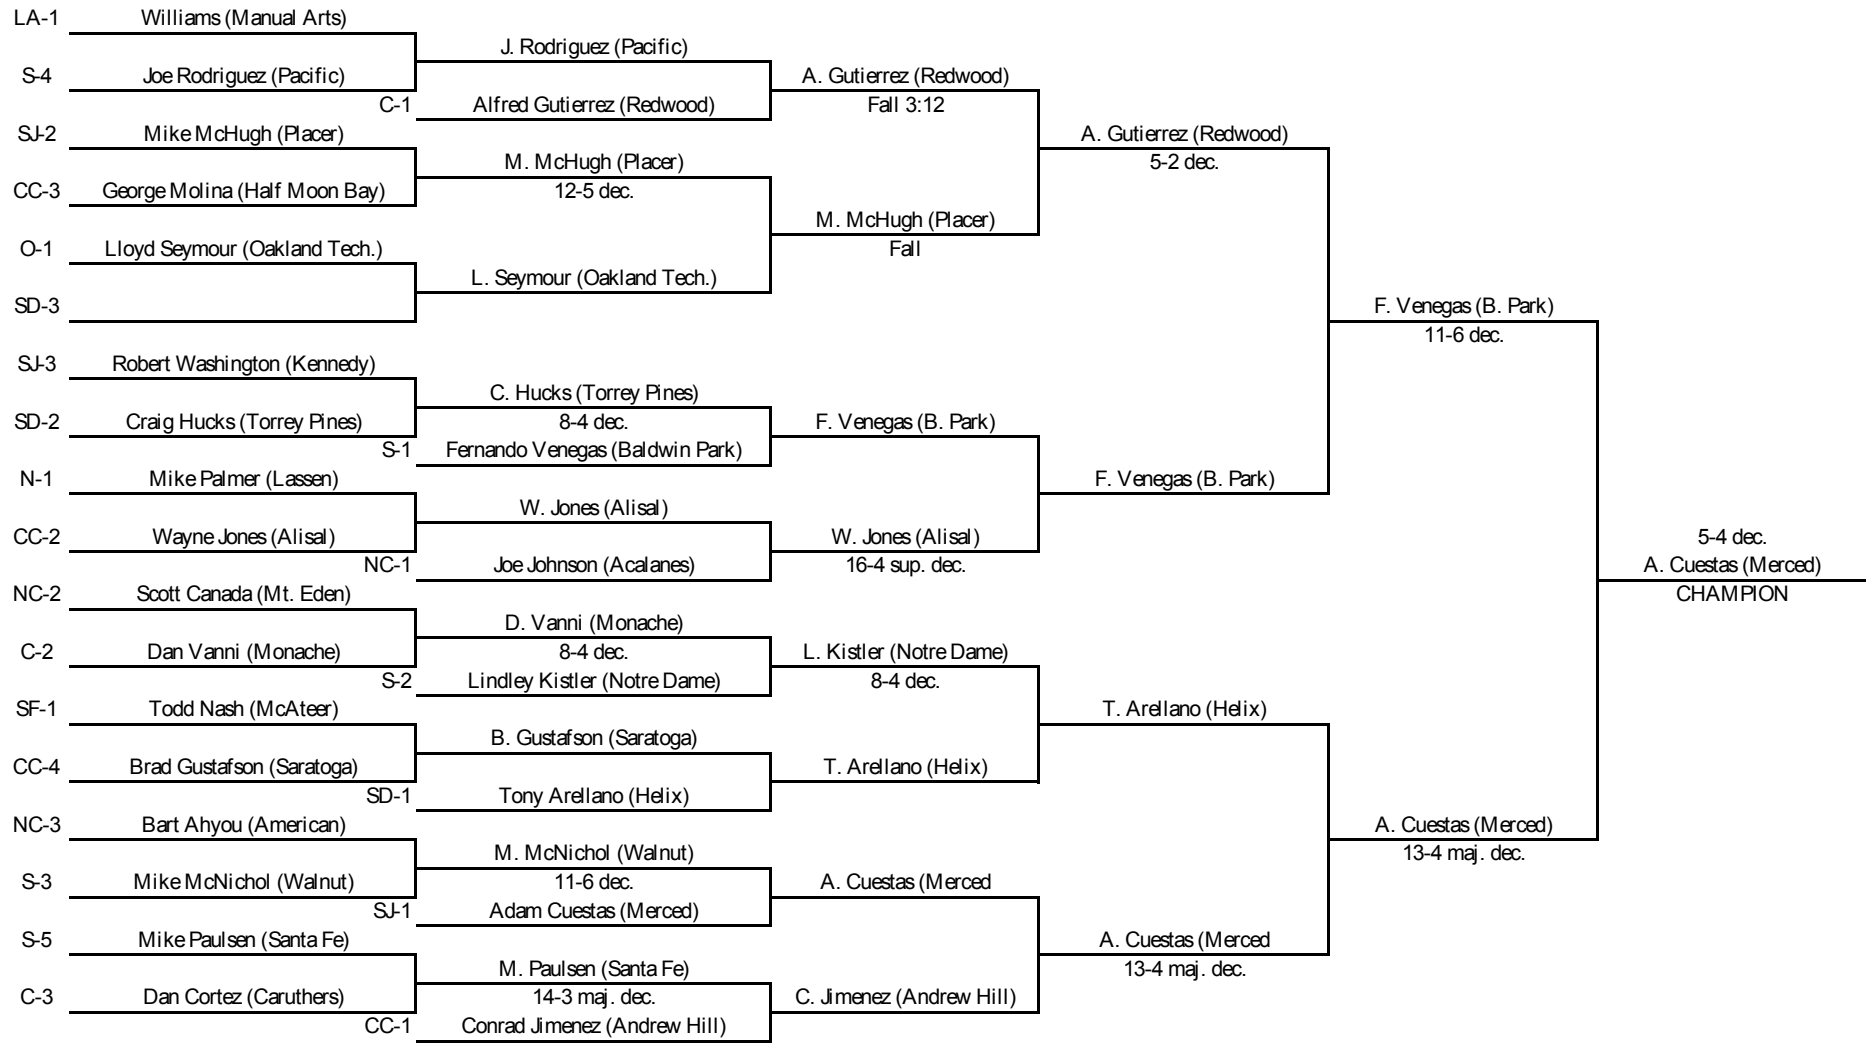 LA-1 Williams (Manual Arts)
J. Rodriguez (Pacific)
S-4 Joe Rodriguez (Pacific) A. Gutierrez (Redwood)
C-1 Alfred Gutierrez (Redwood) Fall 3:12
SJ-2 Mike McHugh (Placer) A. Gutierrez (Redwood)
M. McHugh (Placer) 5-2 dec.
CC-3 George Molina (Half Moon Bay) 12-5 dec.
M. McHugh (Placer)
O-1 Lloyd Seymour (Oakland Tech.) Fall
L. Seymour (Oakland Tech.)
SD-3 F. Venegas (B. Park)
11-6 dec.
SJ-3 Robert Washington (Kennedy)
C. Hucks (Torrey Pines)
SD-2 Craig Hucks (Torrey Pines) 8-4 dec. F. Venegas (B. Park)
S-1 Fernando Venegas (Baldwin Park)
N-1 Mike Palmer (Lassen) F. Venegas (B. Park)
W. Jones (Alisal)
CC-2 Wayne Jones (Alisal) W. Jones (Alisal) 5-4 dec.
NC-1 Joe Johnson (Acalanes) 16-4 sup. dec. A. Cuestas (Merced)
NC-2 Scott Canada (Mt. Eden) CHAMPION
D. Vanni (Monache)
C-2 Dan Vanni (Monache) 8-4 dec. L. Kistler (Notre Dame)
S-2 Lindley Kistler (Notre Dame) 8-4 dec.
SF-1 Todd Nash (McAteer) T. Arellano (Helix)
B. Gustafson (Saratoga)
CC-4 Brad Gustafson (Saratoga) T. Arellano (Helix)
SD-1 Tony Arellano (Helix)
NC-3 Bart Ahyou (American) A. Cuestas (Merced)
M. McNichol (Walnut) 13-4 maj. dec.
S-3 Mike McNichol (Walnut) 11-6 dec. A. Cuestas (Merced
SJ-1 Adam Cuestas (Merced)
S-5 Mike Paulsen (Santa Fe) A. Cuestas (Merced
M. Paulsen (Santa Fe) 13-4 maj. dec.
C-3 Dan Cortez (Caruthers) 14-3 maj. dec. C. Jimenez (Andrew Hill)
CC-1 Conrad Jimenez (Andrew Hill)